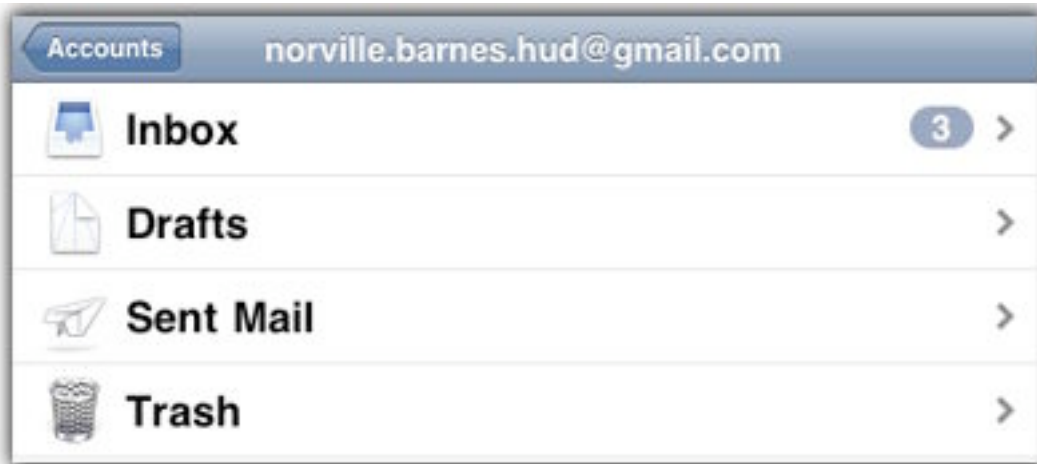 Accounts norville.barnes.hud@gmail.com
Inbox 3
Drafts
Sent Mail
Trash